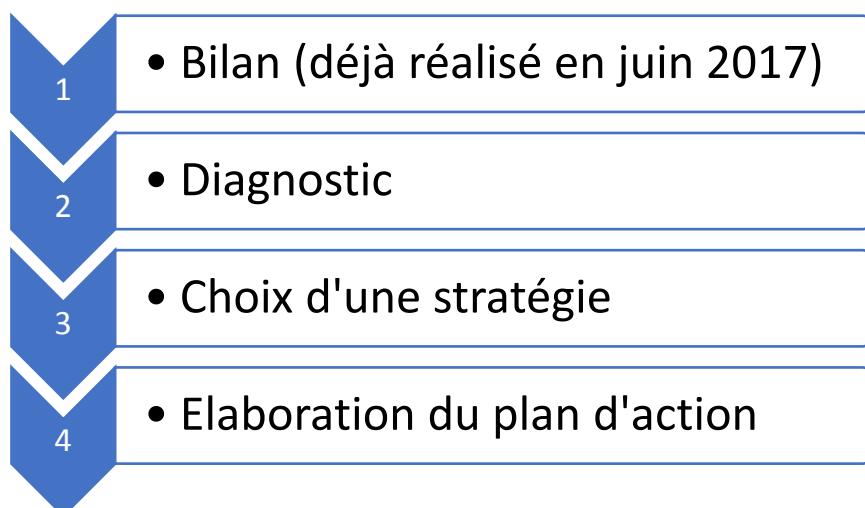 1
• Bilan (déjà réalisé en juin 2017)
2
• Diagnostic
3
• Choix d'une stratégie
4
• Elaboration du plan d'action